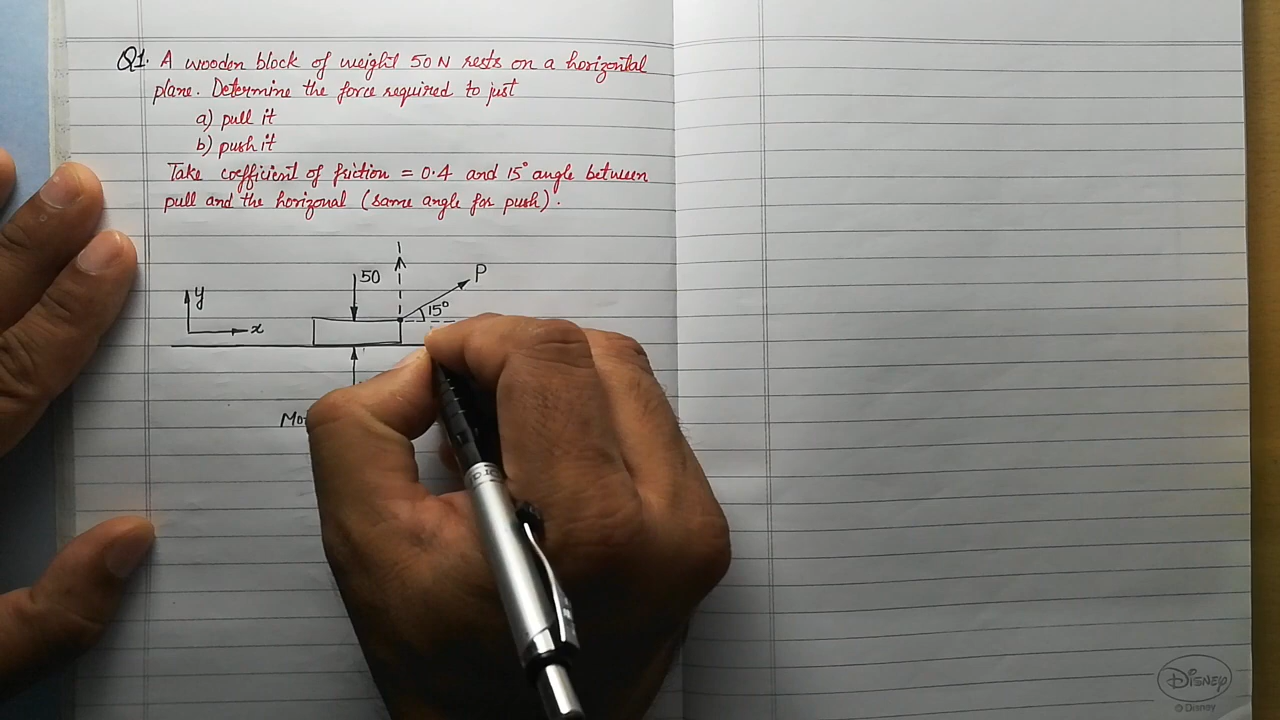 Q1. A wooden block of weight 50 N rests on a horizontal
plane. Determine the force required to just
a) pull it
b) push it
Take coefficient of friction = 0.4 and 15° angle between
pull and the horizonal (same angle for push).
50
P
15°
y
x
DISNEY
© Disney